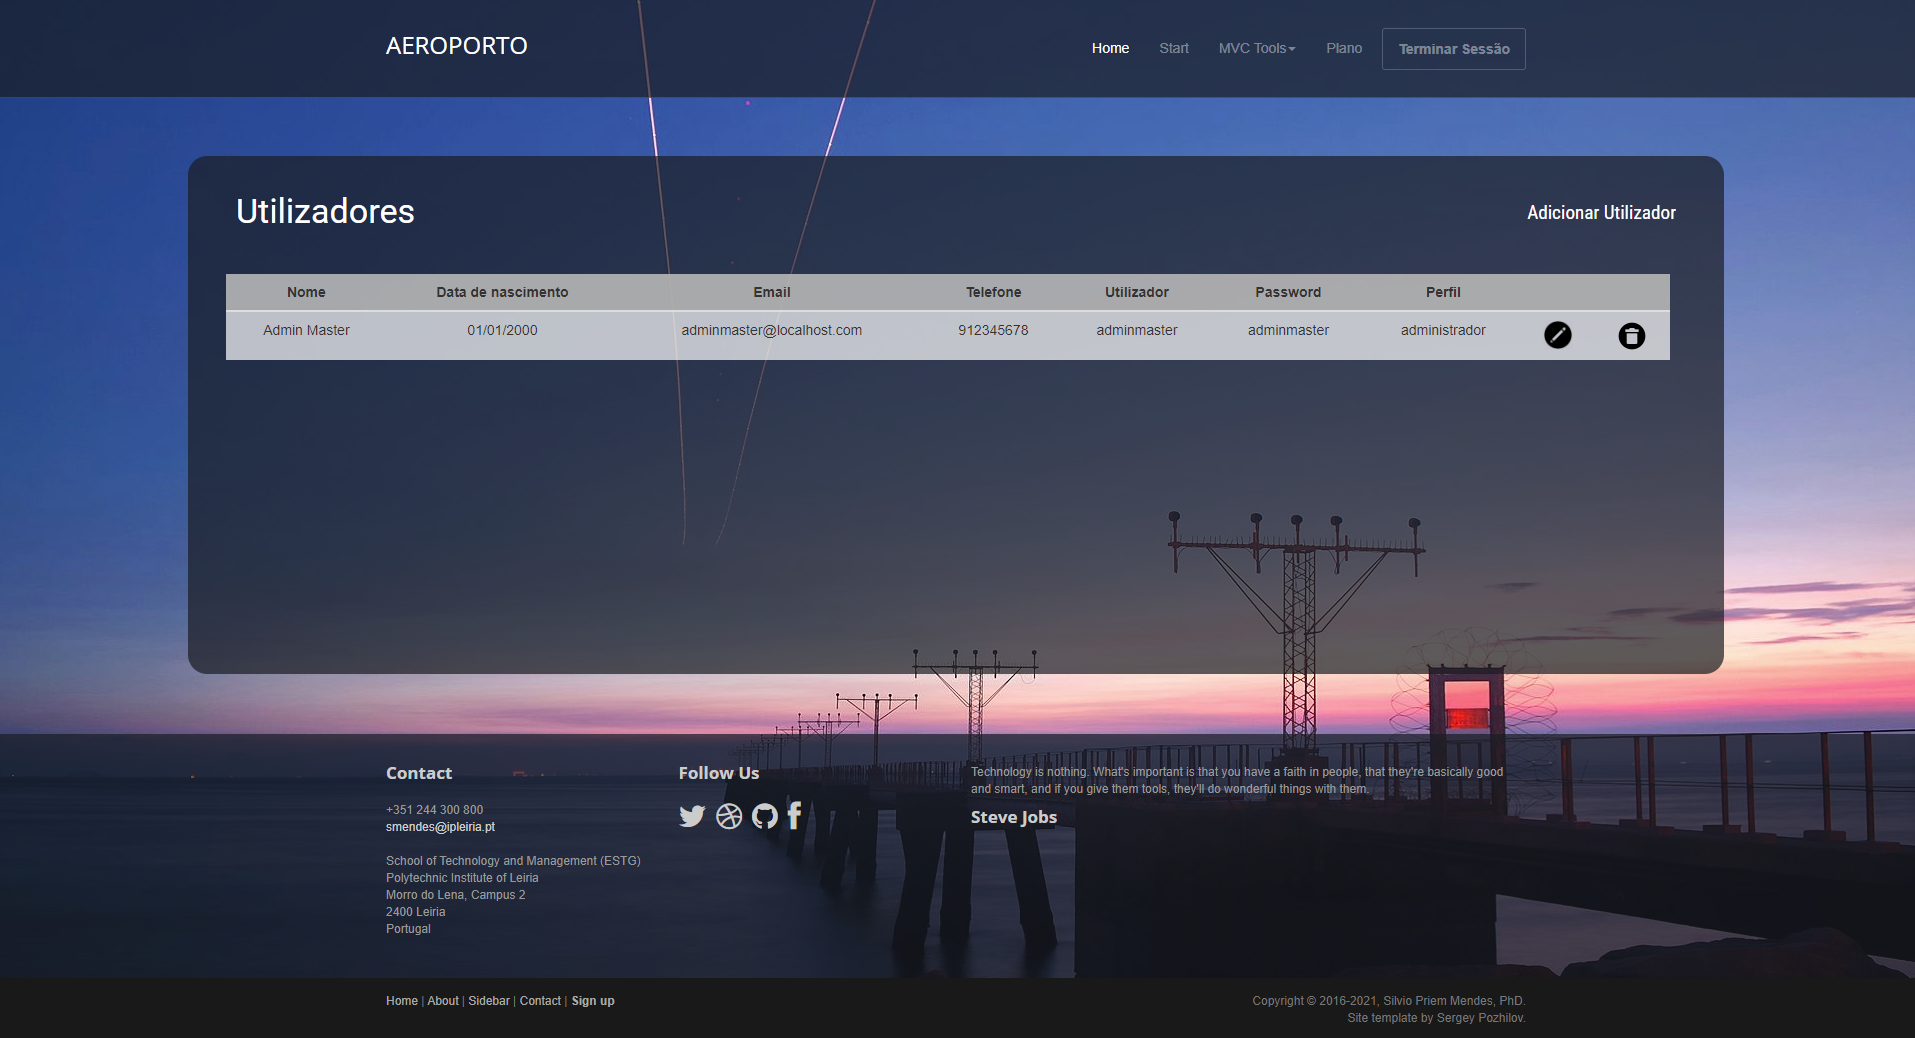 AEROPORTO
Home Start MVC Tools Plano Terminar Sessão
Utilizadores
Adicionar Utilizador
Nome Data de nascimento Email Telefone Utilizador Password Perfil
Admin Master 01/01/2000 adminmaster@localhost.com 912345678 adminmaster adminmaster administrador
Contact
+351 244 300 800
smendes@ipleiria.pt
School of Technology and Management (ESTG)
Polytechnic Institute of Leiria
Morro do Lena, Campus 2
2400 Leiria
Portugal
Follow Us
Technology is nothing. What's important is that you have a faith in people, that they're basically good
and smart, and if you give them tools, they'll do wonderful things with them.
Steve Jobs
Home | About | Sidebar | Contact | Sign up
Copyright © 2016-2021, Silvio Priem Mendes, PhD.
Site template by Sergey Pozhilov.